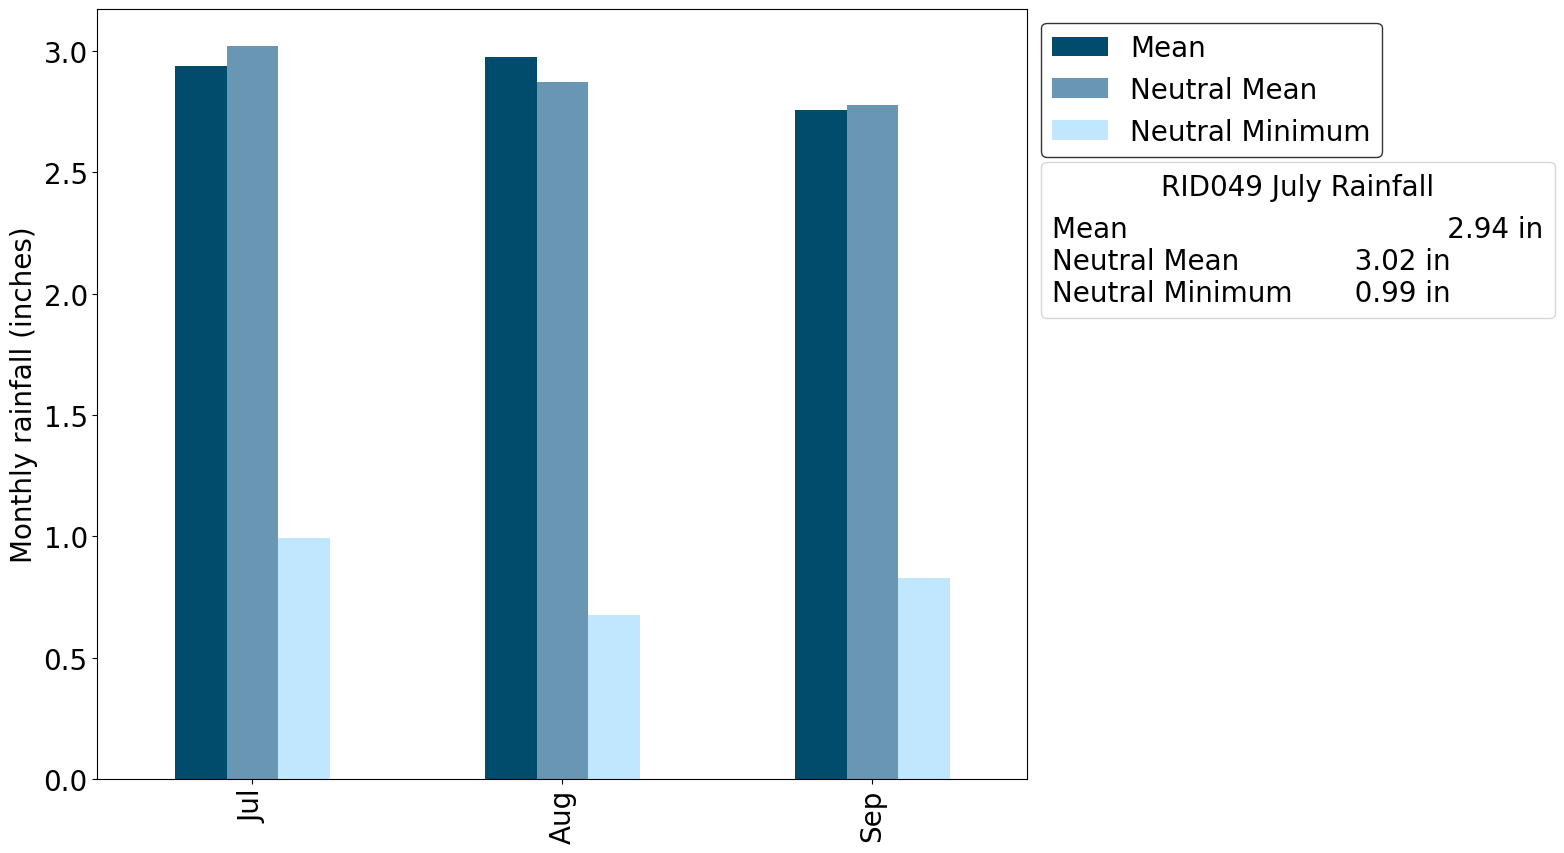 Monthly rainfall (inches)
3.0
2.5
2.0
1.5
1.0
0.5
0.0
Jul
Aug
Sep
Mean
Neutral Mean
Neutral Minimum
RID049 July Rainfall
Mean 2.94 in
Neutral Mean 3.02 in
Neutral Minimum 0.99 in